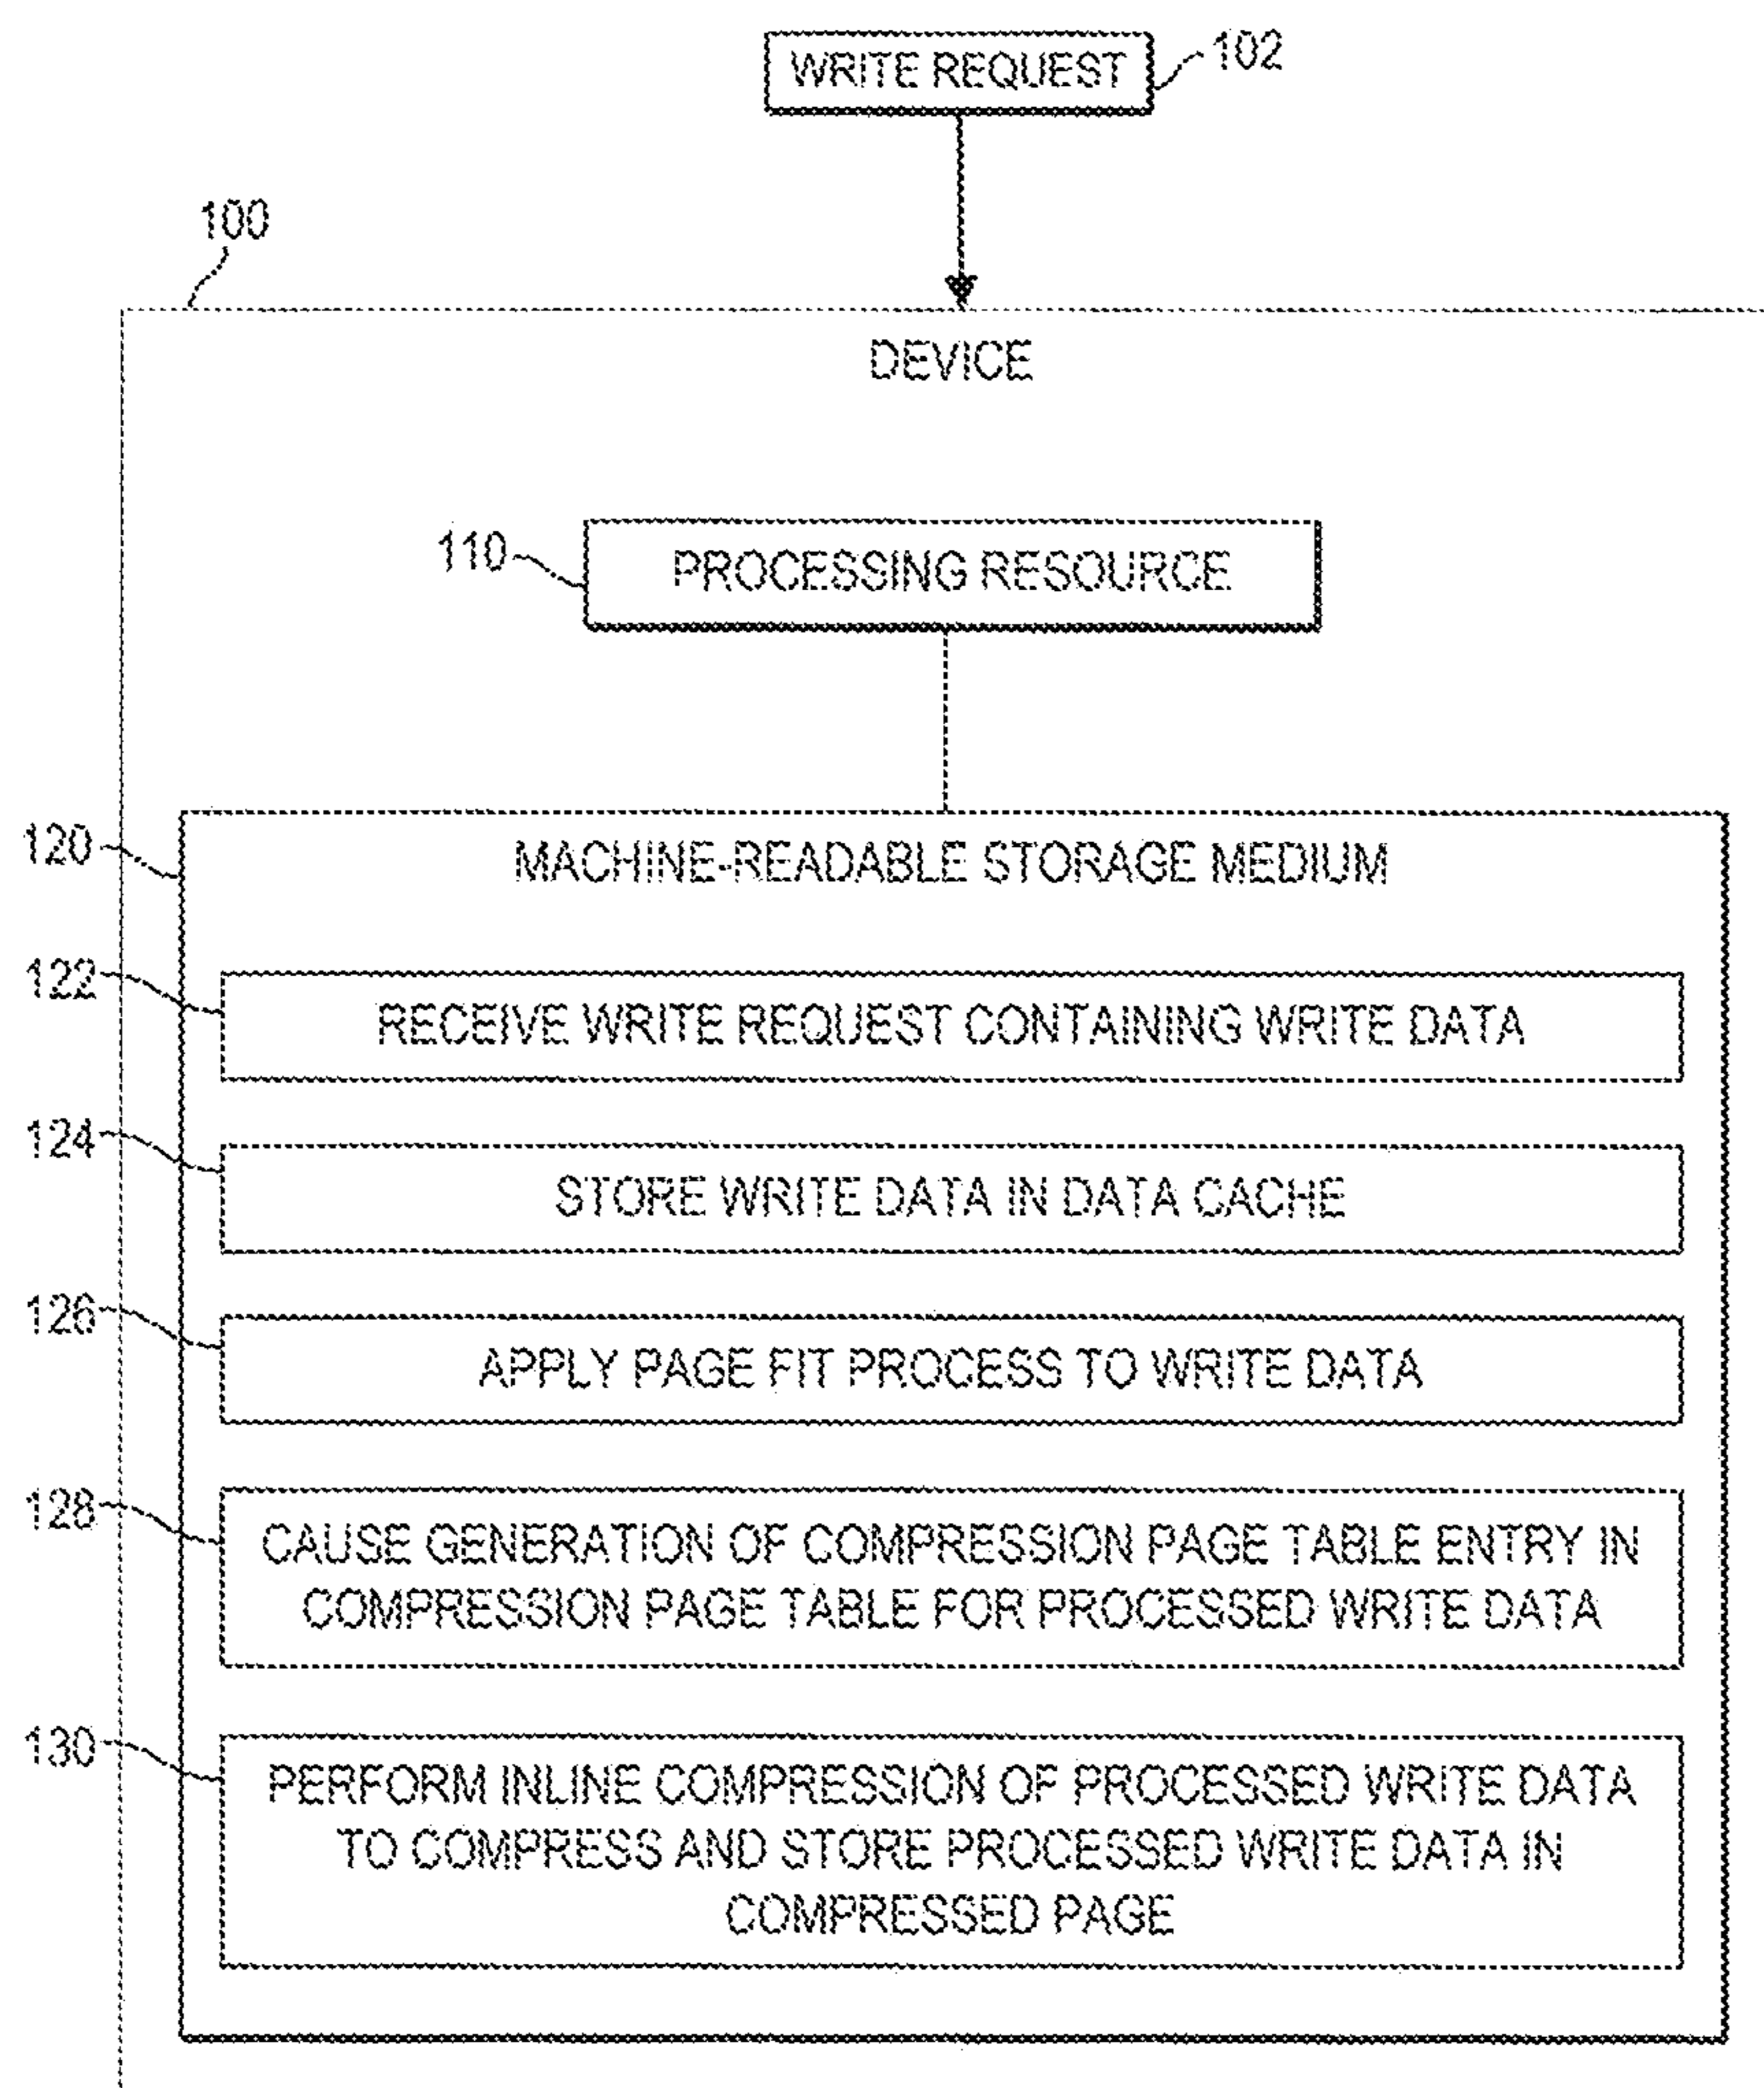 WRITE REQUEST
102
100
DEVICE
110
PROCESSING RESOURCE
120
MACHINE-READABLE STORAGE MEDIUM
122
RECEIVE WRITE REQUEST CONTAINING WRITE DATA
124
STORE WRITE DATA IN DATA CACHE
126
APPLY PAGE FIT PROCESS TO WRITE DATA
128
CAUSE GENERATION OF COMPRESSION PAGE TABLE ENTRY IN
COMPRESSION PAGE TABLE FOR PROCESSED WRITE DATA
130
PERFORM INLINE COMPRESSION OF PROCESSED WRITE DATA
TO COMPRESS AND STORE PROCESSED WRITE DATA IN
COMPRESSED PAGE